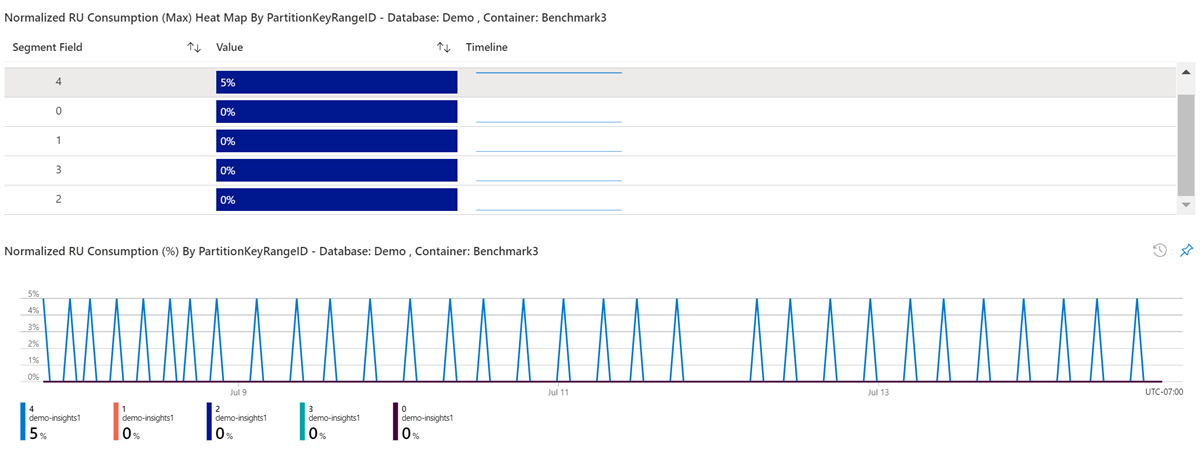 Normalized RU Consumption (Max) Heat Map By PartitionKeyRangeID - Database: Demo , Container: Benchmark3
Segment Field ↑↓ Value ↑↓ Timeline
4 5%
0 0%
1 0%
3 0%
2 0%
Normalized RU Consumption (%) By PartitionKeyRangeID - Database: Demo , Container: Benchmark3
5%
4%
3%
2%
1%
0%
Jul 9 Jul 11 Jul 13 UTC-07:00
4 1 2 3 0
demo-insights1 demo-insights1 demo-insights1 demo-insights1 demo-insights1
5 % 0 % 0 % 0 % 0 %